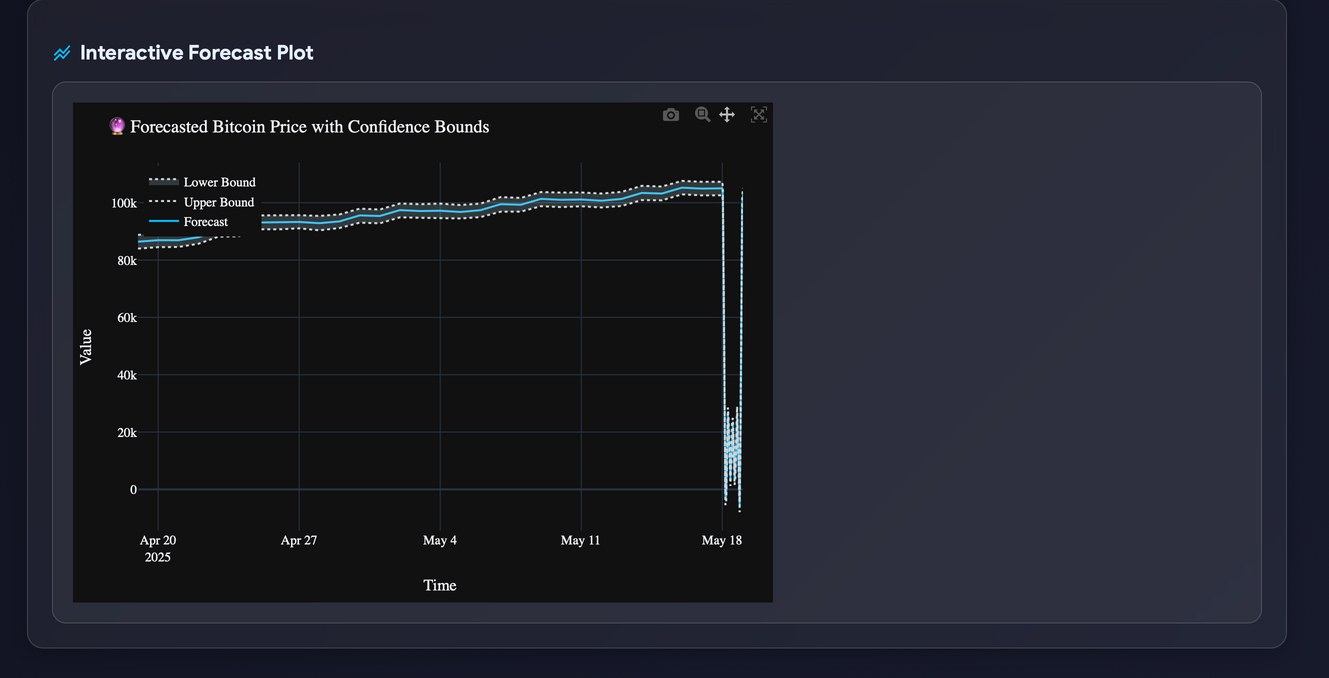 Interactive Forecast Plot
🔮 Forecasted Bitcoin Price with Confidence Bounds
Lower Bound
Upper Bound
Forecast
100k
80k
60k
40k
20k
0
Value
Apr 20
2025
Apr 27
May 4
May 11
May 18
Time